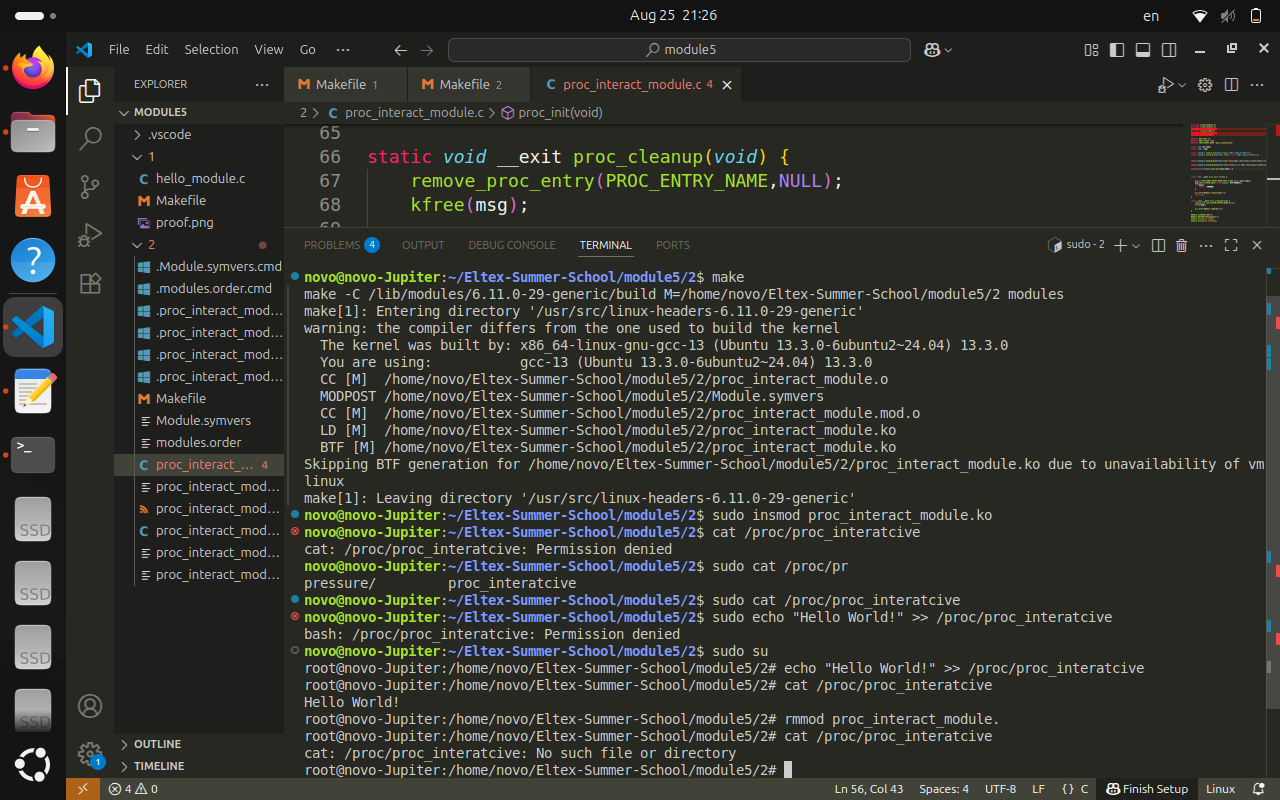 Aug 25 21:26
en
File Edit Selection View Go ···
module5
EXPLORER ···
Makefile 1
Makefile 2
proc_interact_module.c 4
MODULE5
2 > proc_interact_module.c > proc_init(void)
.vscode
1
hello_module.c
Makefile
proof.png
2
.Module.symvers.cmd
.modules.order.cmd
.proc_interact_mod...
.proc_interact_mod...
.proc_interact_mod...
.proc_interact_mod...
Makefile
Module.symvers
modules.order
proc_interact_... 4
proc_interact_mod...
proc_interact_mod...
proc_interact_mod...
proc_interact_mod...
proc_interact_mod...
OUTLINE
TIMELINE
65
66 static void __exit proc_cleanup(void) {
67 remove_proc_entry(PROC_ENTRY_NAME,NULL);
68 kfree(msg);
69
PROBLEMS 4 OUTPUT DEBUG CONSOLE TERMINAL PORTS
sudo - 2
novo@novo-Jupiter:~/Eltex-Summer-School/module5/2$ make
make -C /lib/modules/6.11.0-29-generic/build M=/home/novo/Eltex-Summer-School/module5/2 modules
make[1]: Entering directory '/usr/src/linux-headers-6.11.0-29-generic'
warning: the compiler differs from the one used to build the kernel
The kernel was built by: x86_64-linux-gnu-gcc-13 (Ubuntu 13.3.0-6ubuntu2~24.04) 13.3.0
You are using: gcc-13 (Ubuntu 13.3.0-6ubuntu2~24.04) 13.3.0
CC [M] /home/novo/Eltex-Summer-School/module5/2/proc_interact_module.o
MODPOST /home/novo/Eltex-Summer-School/module5/2/Module.symvers
CC [M] /home/novo/Eltex-Summer-School/module5/2/proc_interact_module.mod.o
LD [M] /home/novo/Eltex-Summer-School/module5/2/proc_interact_module.ko
BTF [M] /home/novo/Eltex-Summer-School/module5/2/proc_interact_module.ko
Skipping BTF generation for /home/novo/Eltex-Summer-School/module5/2/proc_interact_module.ko due to unavailability of vm
linux
make[1]: Leaving directory '/usr/src/linux-headers-6.11.0-29-generic'
novo@novo-Jupiter:~/Eltex-Summer-School/module5/2$ sudo insmod proc_interact_module.ko
novo@novo-Jupiter:~/Eltex-Summer-School/module5/2$ cat /proc/proc_interatcive
cat: /proc/proc_interatcive: Permission denied
novo@novo-Jupiter:~/Eltex-Summer-School/module5/2$ sudo cat /proc/pr
pressure/ proc_interatcive
novo@novo-Jupiter:~/Eltex-Summer-School/module5/2$ sudo cat /proc/proc_interatcive
novo@novo-Jupiter:~/Eltex-Summer-School/module5/2$ sudo echo "Hello World!" >> /proc/proc_interatcive
bash: /proc/proc_interatcive: Permission denied
novo@novo-Jupiter:~/Eltex-Summer-School/module5/2$ sudo su
root@novo-Jupiter:/home/novo/Eltex-Summer-School/module5/2# echo "Hello World!" >> /proc/proc_interatcive
root@novo-Jupiter:/home/novo/Eltex-Summer-School/module5/2# cat /proc/proc_interatcive
Hello World!
root@novo-Jupiter:/home/novo/Eltex-Summer-School/module5/2# rmmod proc_interact_module.
root@novo-Jupiter:/home/novo/Eltex-Summer-School/module5/2# cat /proc/proc_interatcive
cat: /proc/proc_interatcive: No such file or directory
root@novo-Jupiter:/home/novo/Eltex-Summer-School/module5/2#
SSD
SSD
SSD
SSD
1
4 0
Ln 56, Col 43 Spaces: 4 UTF-8 LF {} C Finish Setup Linux